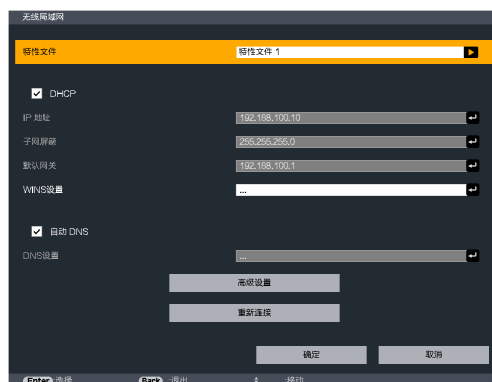 无线局域网
特性文件 特性文件 1
DHCP
IP 地址 192.168.100.10
子网屏蔽 255.255.255.0
默认网关 192.168.100.1
WINS设置 ...
自动 DNS
DNS设置 ...
高级设置
重新连接
确定 取消
Enter :选择 Back :退出 :移动